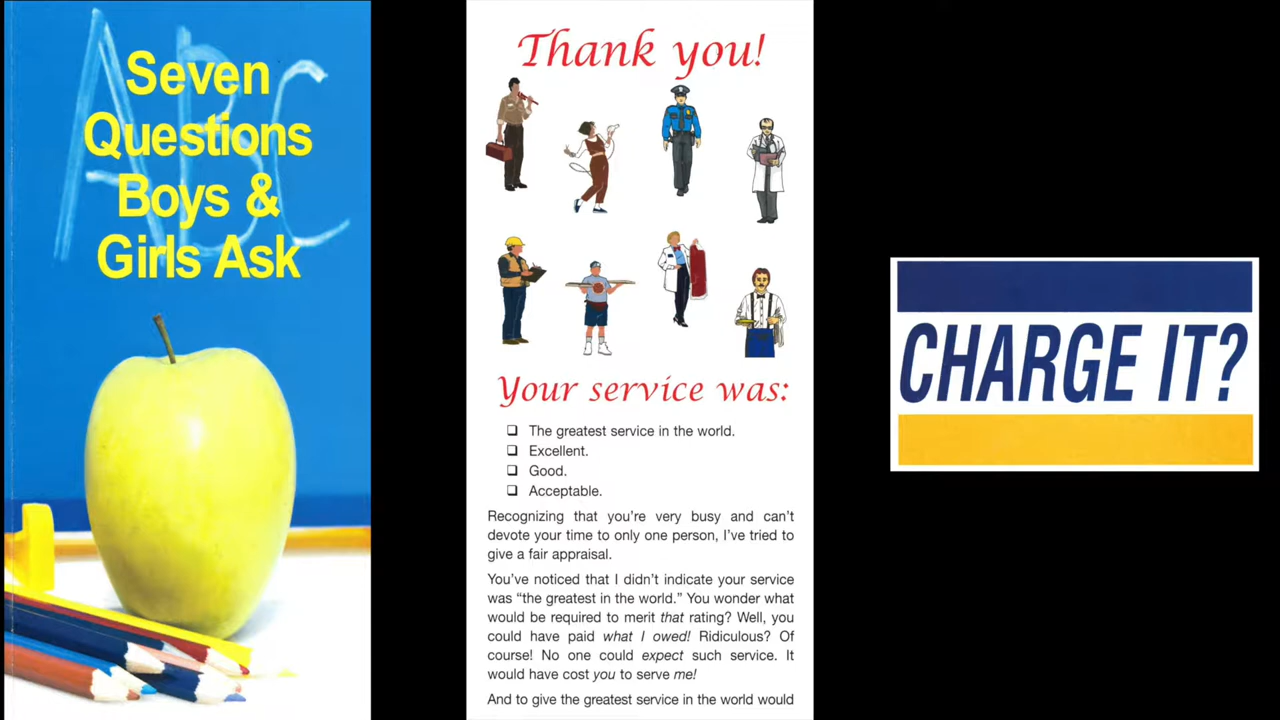 ABC
Seven
Questions
Boys &
Girls Ask
Thank you!
Your service was:
❑ The greatest service in the world.
❑ Excellent.
❑ Good.
❑ Acceptable.
Recognizing that you're very busy and can't
devote your time to only one person, I've tried to
give a fair appraisal.
You've noticed that I didn't indicate your service
was “the greatest in the world.” You wonder what
would be required to merit that rating? Well, you
could have paid what I owed! Ridiculous? Of
course! No one could expect such service. It
would have cost you to serve me!
And to give the greatest service in the world would
CHARGE IT?